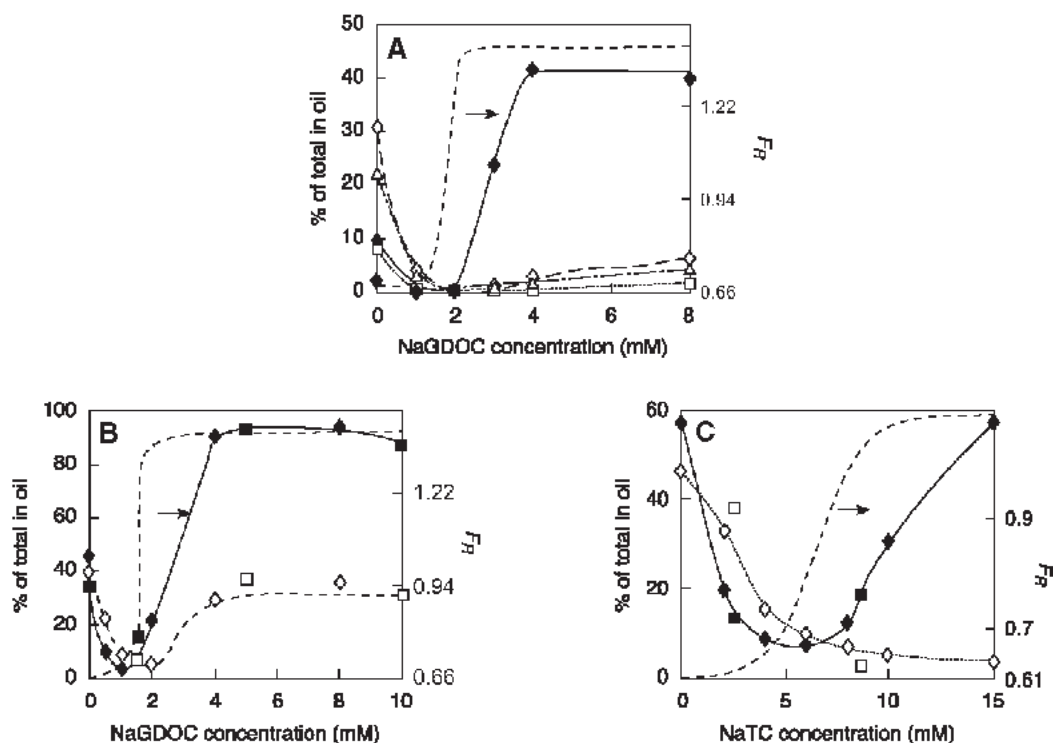 A
50
40
30
20
10
0
% of total in oil
1.22
0.94
0.66
F_R
0 2 4 6 8
NaGDOC concentration (mM)
B
100
80
60
40
20
0
% of total in oil
1.22
0.94
0.66
F_R
0 2 4 6 8 10
NaGDOC concentration (mM)
C
60
40
20
0
% of total in oil
0.9
0.7
0.61
F_R
0 5 10 15
NaTC concentration (mM)